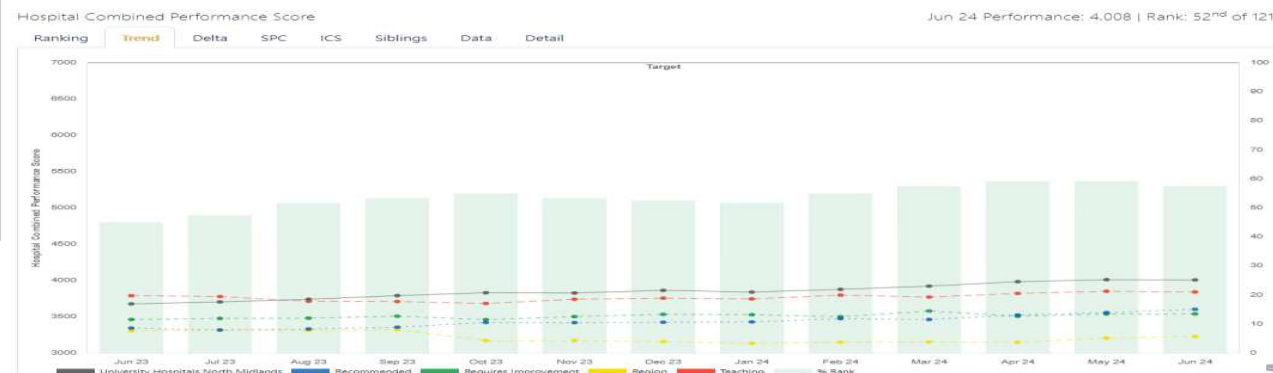 Hospital Combined Performance Score
Jun 24 Performance: 4,008 | Rank: 52nd of 121
Ranking Trend Delta SPC ICS Siblings Data Detail
Target
7000
6500
6000
5500
5000
4500
4000
3500
3000
Hospital Combined Performance Score
100
90
80
70
60
50
40
30
20
10
0
Jun 23 Jul 23 Aug 23 Sep 23 Oct 23 Nov 23 Dec 23 Jan 24 Feb 24 Mar 24 Apr 24 May 24 Jun 24
University Hospitals North Midlands Recommended Requires Improvement Region Teaching % Rank